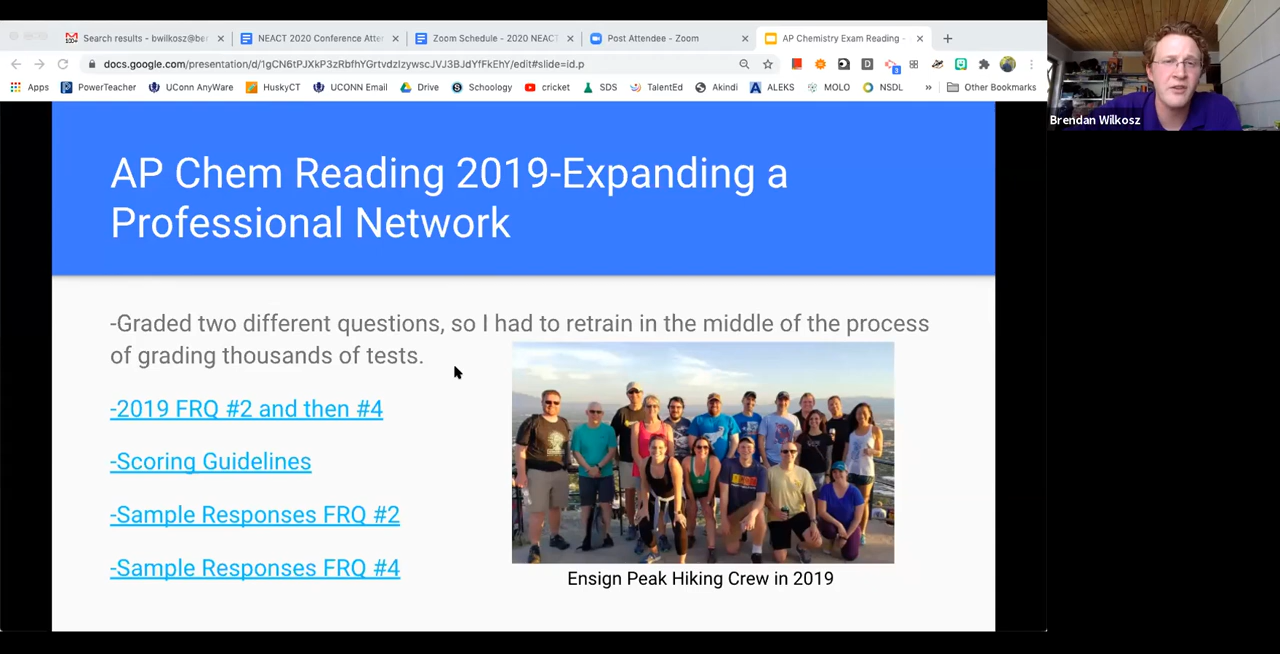 Search results - bwilkosz@ber
NEACT 2020 Conference Atter
Zoom Schedule - 2020 NEACT
Post Attendee - Zoom
AP Chemistry Exam Reading -
docs.google.com/presentation/d/1gCN6tPJXkP3zRbfhYGrtvdzIzywscJVJ3BJdYfFkEhY/edit#slide=id.p
3
Apps PowerTeacher UConn AnyWare HuskyCT UCONN Email Drive Schoology cricket SDS TalentEd Akindi ALEKS MOLO NSDL » Other Bookmarks
Brendan Wilkosz
AP Chem Reading 2019-Expanding a
Professional Network
-Graded two different questions, so I had to retrain in the middle of the process
of grading thousands of tests.
-2019 FRQ #2 and then #4
-Scoring Guidelines
-Sample Responses FRQ #2
-Sample Responses FRQ #4
Ensign Peak Hiking Crew in 2019